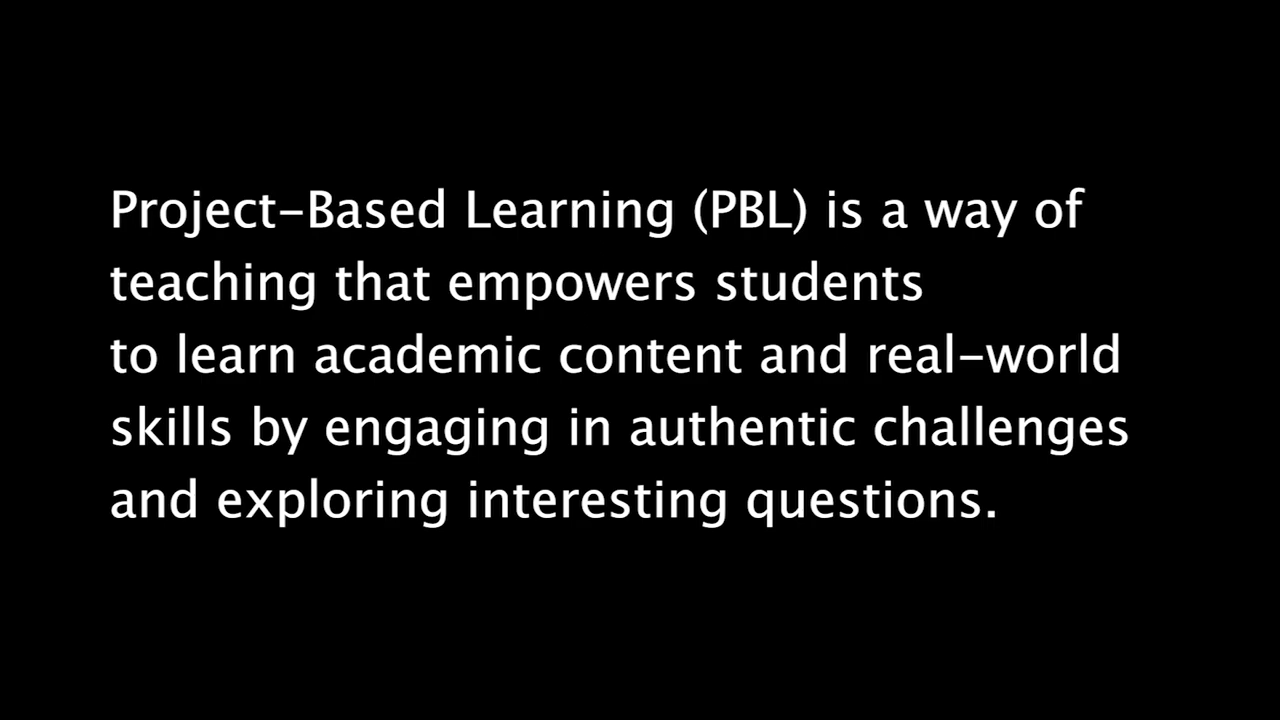 Project-Based Learning (PBL) is a way of
teaching that empowers students
to learn academic content and real-world
skills by engaging in authentic challenges
and exploring interesting questions.